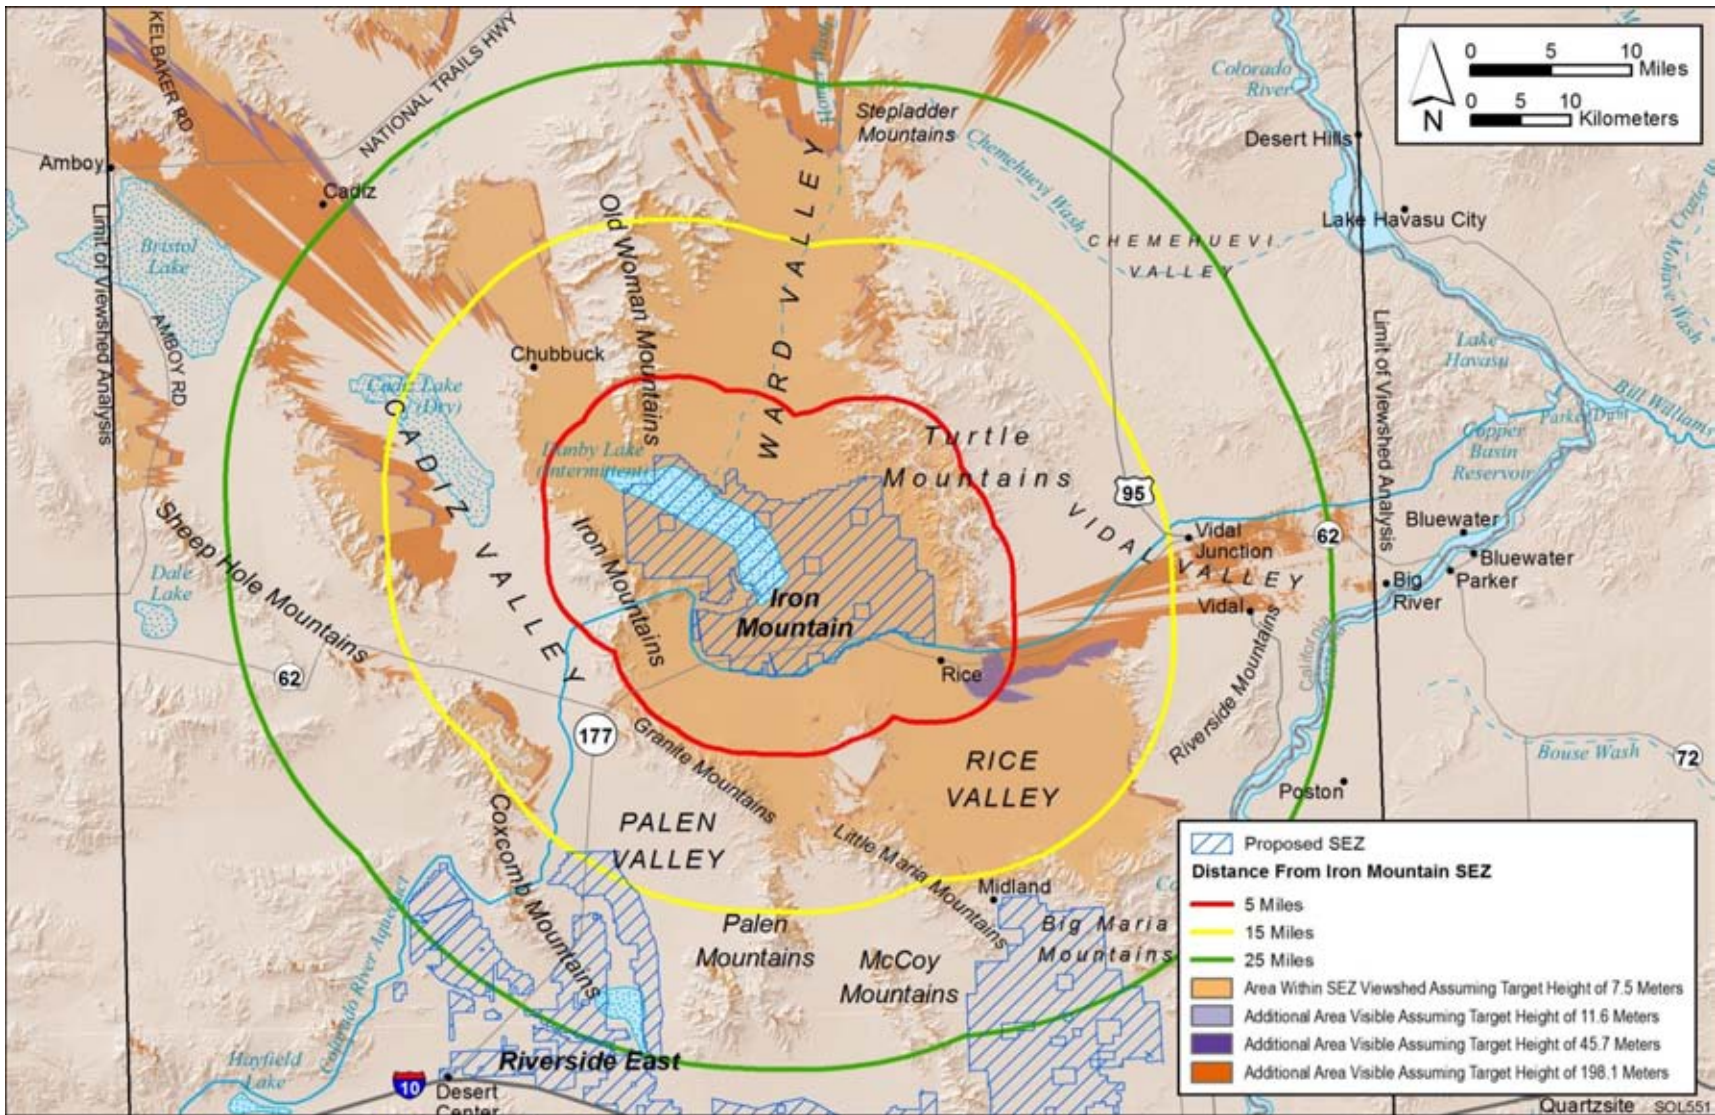 KELBAKER RD
NATIONAL TRAILS HWY
Homer Wash
Stepladder
Mountains
Colorado
River
Desert Hills
N
0 5 10
Miles
0 5 10
Kilometers
Amboy
Cadiz
Chemehuevi Wash
Lake Havasu City
CHEMEHUEVI
VALLEY
Bristol
Lake
Limit of Viewshed Analysis
AMBOY RD
Old Woman Mountains
WARD VALLEY
Chubbuck
Cadiz Lake
(Dry)
CADIZ VALLEY
Danby Lake
(Intermittent)
Turtle
Mountains
Limit of Viewshed Analysis
Lake
Havasu
Bill Williams
Parker Dam
Copper
Basin
Reservoir
95
VIDAL VALLEY
Vidal
Junction
62
Bluewater
Bluewater
Parker
Big
River
Vidal
Sheep Hole Mountains
Dale
Lake
Iron Mountains
Iron
Mountain
Rice
62
177
Granite Mountains
RICE
VALLEY
Riverside Mountains
California
Poston
Bouse Wash
72
PALEN
VALLEY
Coxcomb Mountains
Little Maria Mountains
Midland
Palen
Mountains
McCoy
Mountains
Big Maria
Mountains
Colorado River Aqueduct
Hayfield
Lake
Riverside East
10
Desert
Center
Proposed SEZ
Distance From Iron Mountain SEZ
5 Miles
15 Miles
25 Miles
Area Within SEZ Viewshed Assuming Target Height of 7.5 Meters
Additional Area Visible Assuming Target Height of 11.6 Meters
Additional Area Visible Assuming Target Height of 45.7 Meters
Additional Area Visible Assuming Target Height of 198.1 Meters
Quartzsite
SOL551